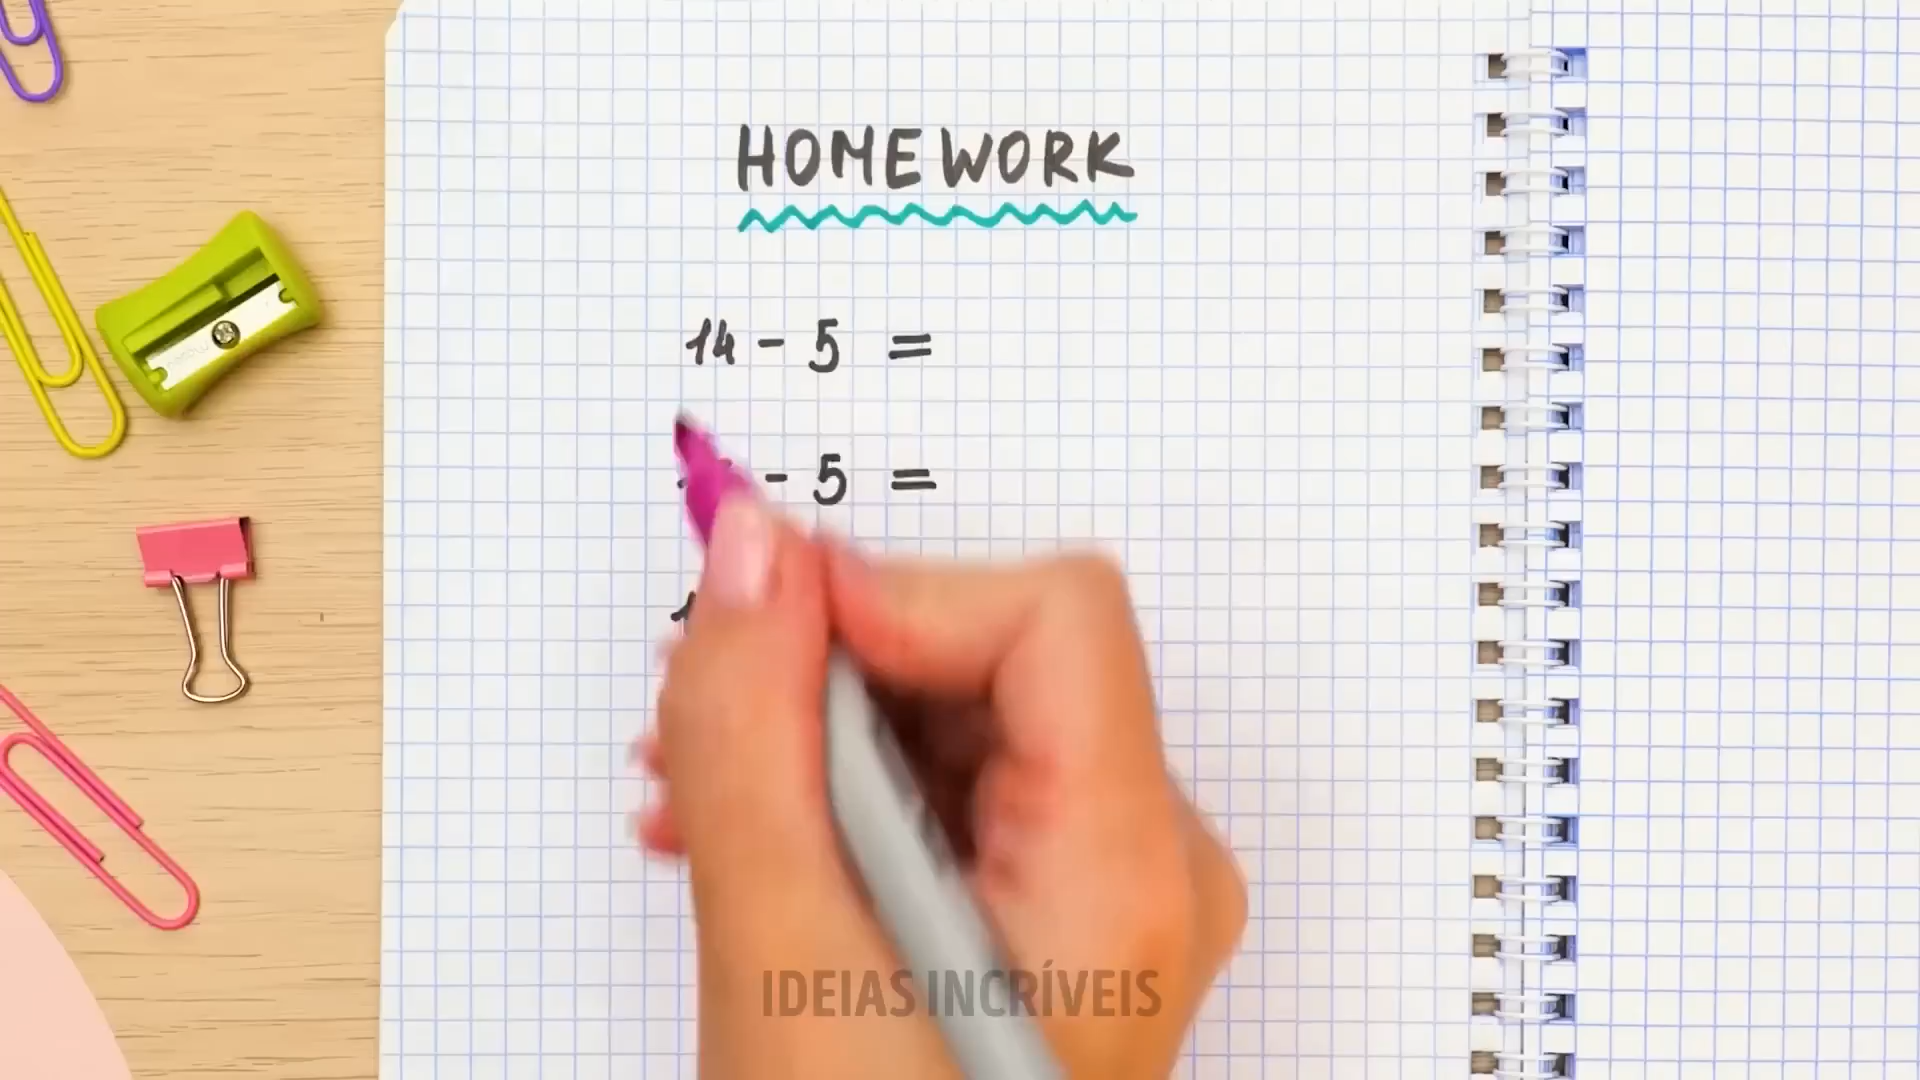 HOMEWORK
14 - 5 =
- 5 =
IDEIAS INCRÍVEIS